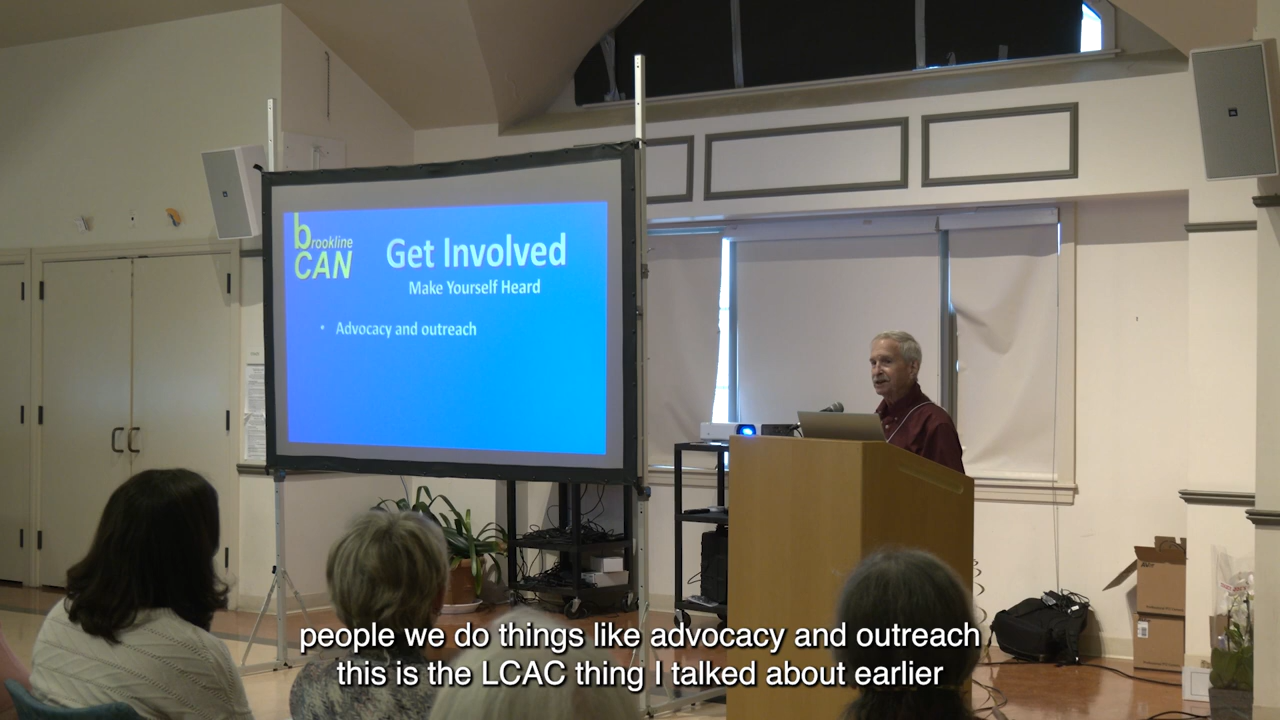 brookline
CAN
Get Involved
Make Yourself Heard
• Advocacy and outreach
people we do things like advocacy and outreach
this is the LCAC thing I talked about earlier